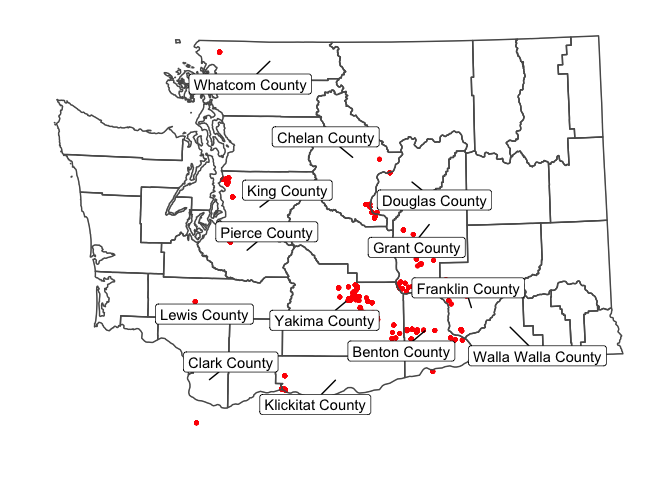 Whatcom County
Chelan County
King County
Douglas County
Pierce County
Grant County
Franklin County
Lewis County
Yakima County
Benton County
Walla Walla County
Clark County
Klickitat County